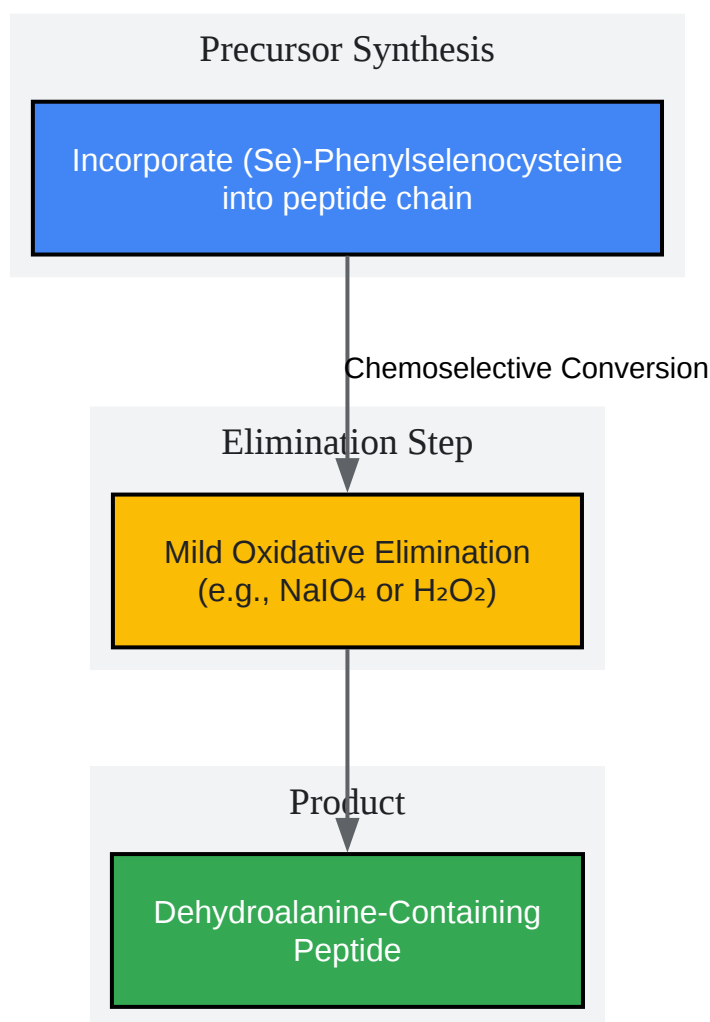 Precursor Synthesis
Incorporate (Se)-Phenylselenocysteine
into peptide chain
Chemoselective Conversion
Elimination Step
Mild Oxidative Elimination
(e.g., NaIO₄ or H₂O₂)
Product
Dehydroalanine-Containing
Peptide